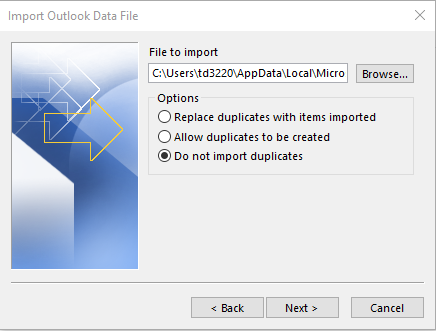 Import Outlook Data File
File to import
C:\Users\td3220\AppData\Local\Micro
Browse...
Options
Replace duplicates with items imported
Allow duplicates to be created
Do not import duplicates
< Back
Next >
Cancel